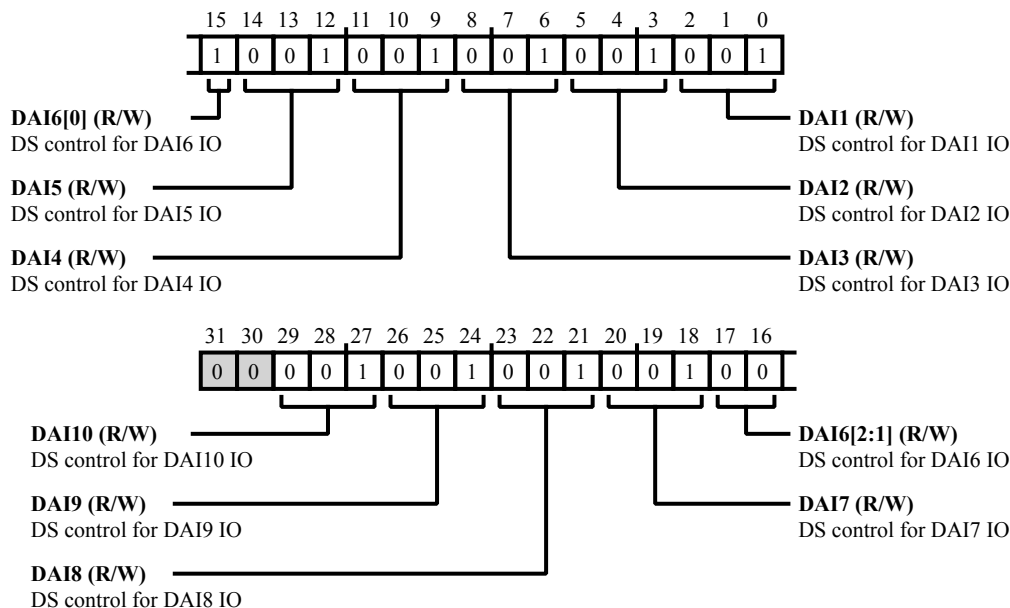 15 14 13 12 11 10 9 8 7 6 5 4 3 2 1 0
1 0 0 1 0 0 1 0 0 1 0 0 1 0 0 1
DAI6[0] (R/W)
DS control for DAI6 IO
DAI1 (R/W)
DS control for DAI1 IO
DAI5 (R/W)
DS control for DAI5 IO
DAI2 (R/W)
DS control for DAI2 IO
DAI4 (R/W)
DS control for DAI4 IO
DAI3 (R/W)
DS control for DAI3 IO
31 30 29 28 27 26 25 24 23 22 21 20 19 18 17 16
0 0 0 0 1 0 0 1 0 0 1 0 0 1 0 0
DAI10 (R/W)
DS control for DAI10 IO
DAI6[2:1] (R/W)
DS control for DAI6 IO
DAI9 (R/W)
DS control for DAI9 IO
DAI7 (R/W)
DS control for DAI7 IO
DAI8 (R/W)
DS control for DAI8 IO